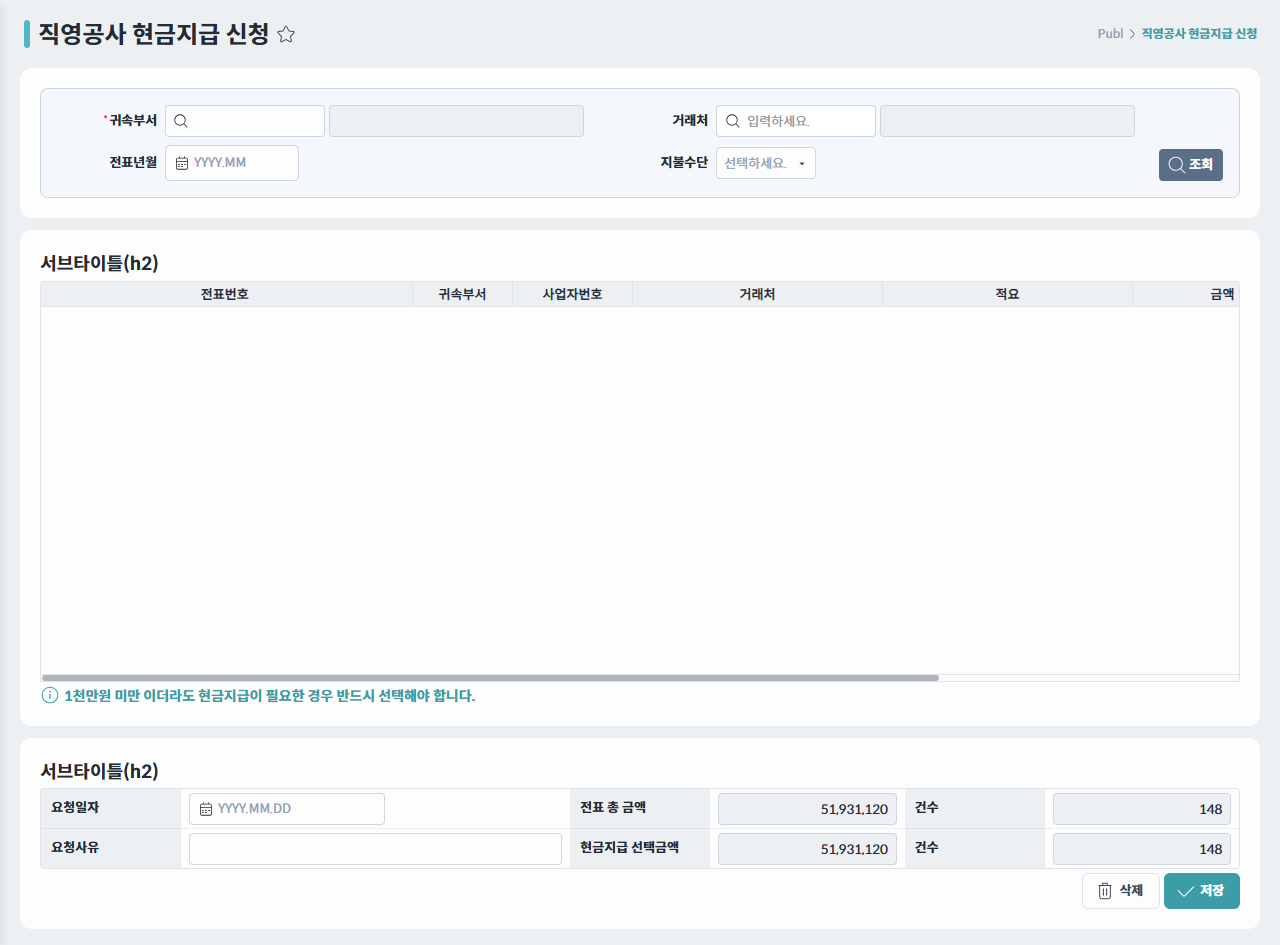 직영공사 현금지급 신청
Publ > 직영공사 현금지급 신청
*귀속부서
거래처 입력하세요.
전표년월 YYYY.MM
지불수단 선택하세요.
조회
서브타이틀(h2)
전표번호 귀속부서 사업자번호 거래처 적요 금액
1천만원 미만 이더라도 현금지급이 필요한 경우 반드시 선택해야 합니다.
서브타이틀(h2)
요청일자 YYYY.MM.DD 전표 총 금액 51,931,120 건수 148
요청사유 현금지급 선택금액 51,931,120 건수 148
삭제 저장